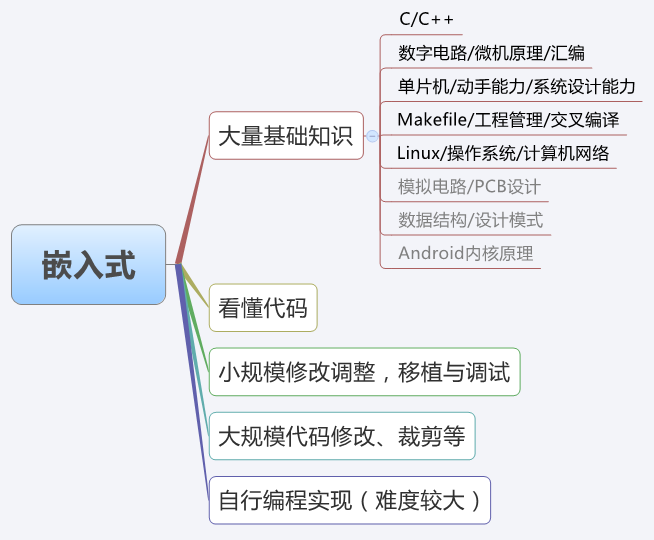 嵌入式
大量基础知识
C/C++
数字电路/微机原理/汇编
单片机/动手能力/系统设计能力
Makefile/工程管理/交叉编译
Linux/操作系统/计算机网络
模拟电路/PCB设计
数据结构/设计模式
Android内核原理
看懂代码
小规模修改调整，移植与调试
大规模代码修改、裁剪等
自行编程实现（难度较大）